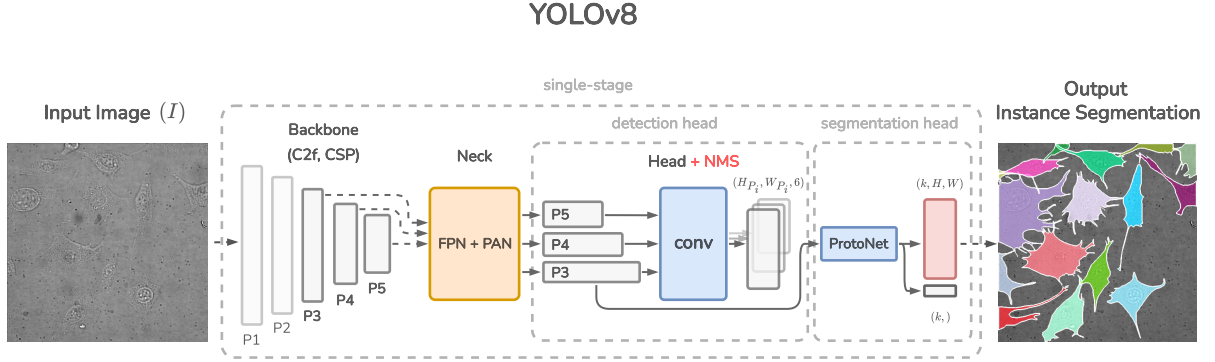 YOLOv8
single-stage
Input Image (I)
Output
Instance Segmentation
Backbone
(C2f, CSP)
Neck
detection head
segmentation head
Head + NMS
(H_{P_i}, W_{P_i}, 6)
(k, H, W)
P5
P4
P3
FPN + PAN
conv
ProtoNet
P1
P2
P3
P4
P5
(k,)